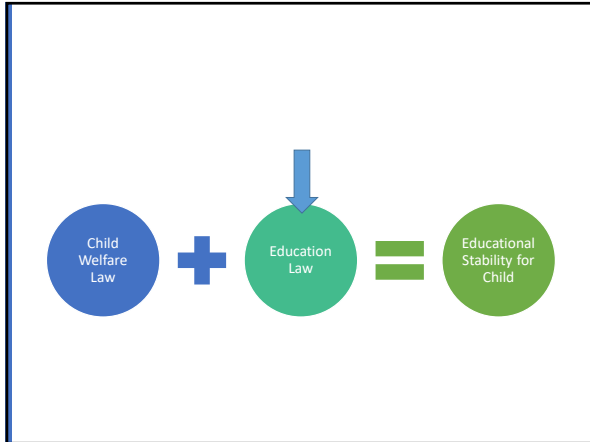 Child
Welfare
Law
Education
Law
Educational
Stability for
Child